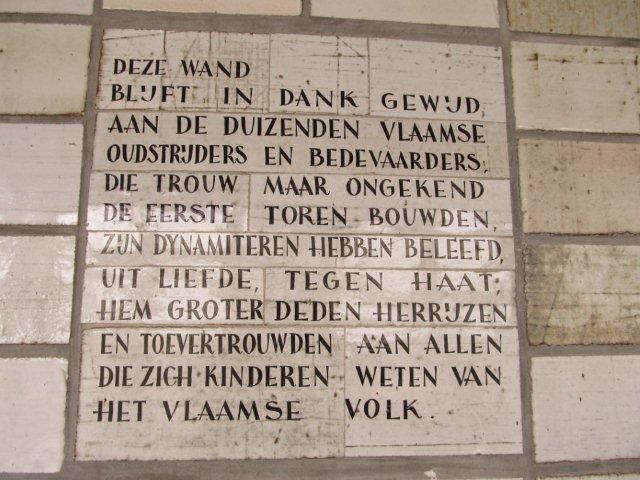 DEZE WAND
BLIJFT IN DANK GEWIJD,
AAN DE DUIZENDEN VLAAMSE
OUDSTRIJDERS EN BEDEVAARDERS;
DIE TROUW MAAR ONGEKEND
DE EERSTE TOREN BOUWDEN,
ZIJN DYNAMITEREN HEBBEN BELEEFD,
UIT LIEFDE, TEGEN HAAT;
HEM GROTER DEDEN HERRIJZEN
EN TOEVERTROUWDEN AAN ALLEN
DIE ZICH KINDEREN WETEN VAN
HET VLAAMSE VOLK.